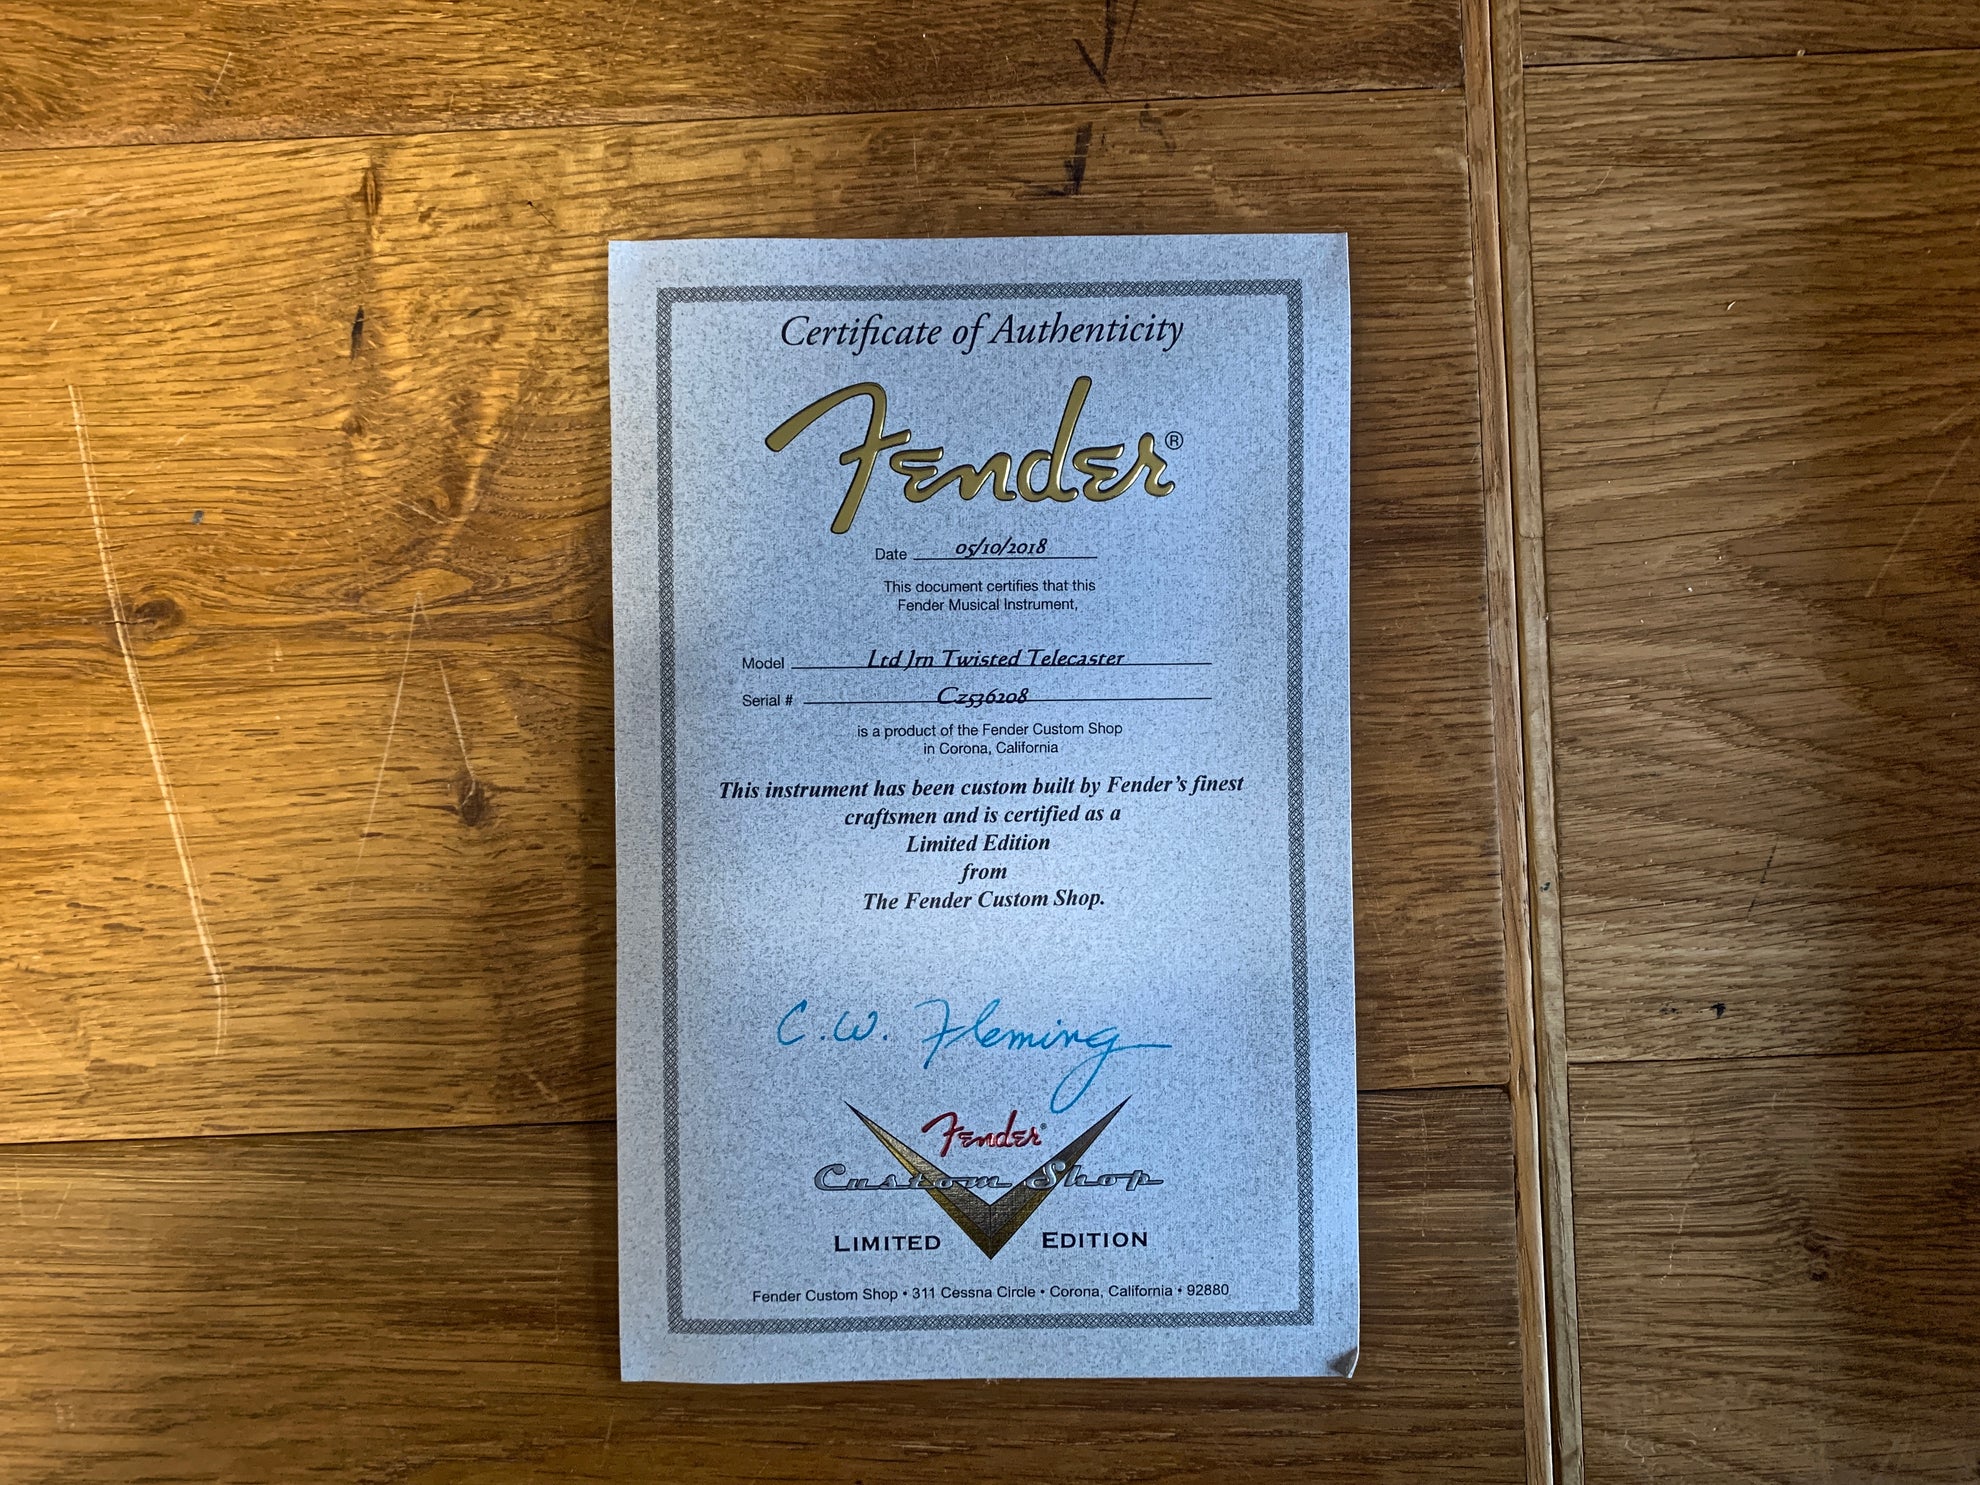 Certificate of Authenticity
Fender®
Date 05/10/2018
This document certifies that this
Fender Musical Instrument,
Model Ltd Jrn Twisted Telecaster
Serial # CZ536208
is a product of the Fender Custom Shop
in Corona, California
This instrument has been custom built by Fender's finest
craftsmen and is certified as a
Limited Edition
from
The Fender Custom Shop.
C.W. Fleming
Fender®
Custom Shop
LIMITED EDITION
Fender Custom Shop • 311 Cessna Circle • Corona, California • 92880